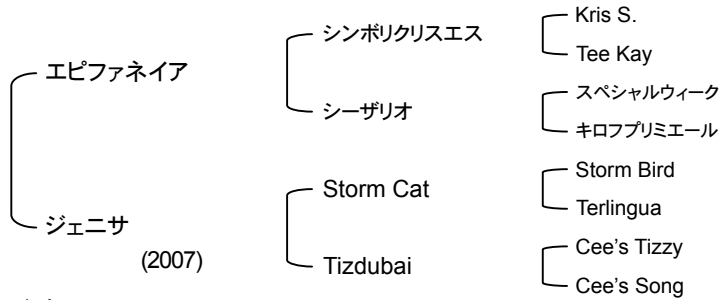 Kris S.
シンボリクリスエス
Tee Kay
エピファネイア
スペシャルウィーク
シーザリオ
キロフプリミエール
Storm Bird
Storm Cat
Terlingua
ジェニサ
(2007)
Cee's Tizzy
Tizdubai
Cee's Song